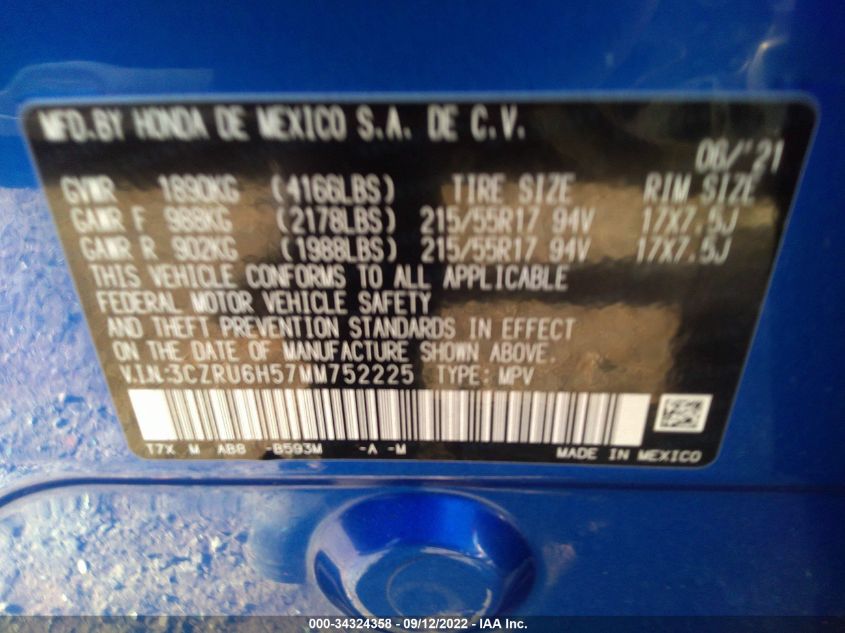 MFD.BY HONDA DE MEXICO S.A. DE C.V.
06/'21
GVWR 1890KG (4166LBS) TIRE SIZE RIM SIZE
GAWR F 988KG (2178LBS) 215/55R17 94V 17X7.5J
GAWR R 902KG (1988LBS) 215/55R17 94V 17X7.5J
THIS VEHICLE CONFORMS TO ALL APPLICABLE
FEDERAL MOTOR VEHICLE SAFETY
AND THEFT PREVENTION STANDARDS IN EFFECT
ON THE DATE OF MANUFACTURE SHOWN ABOVE.
V.I.N:3CZRU6H57MM752225 TYPE: MPV
T7X M AB8 -B593M -A -M
MADE IN MEXICO
000-34324358 - 09/12/2022 - IAA Inc.